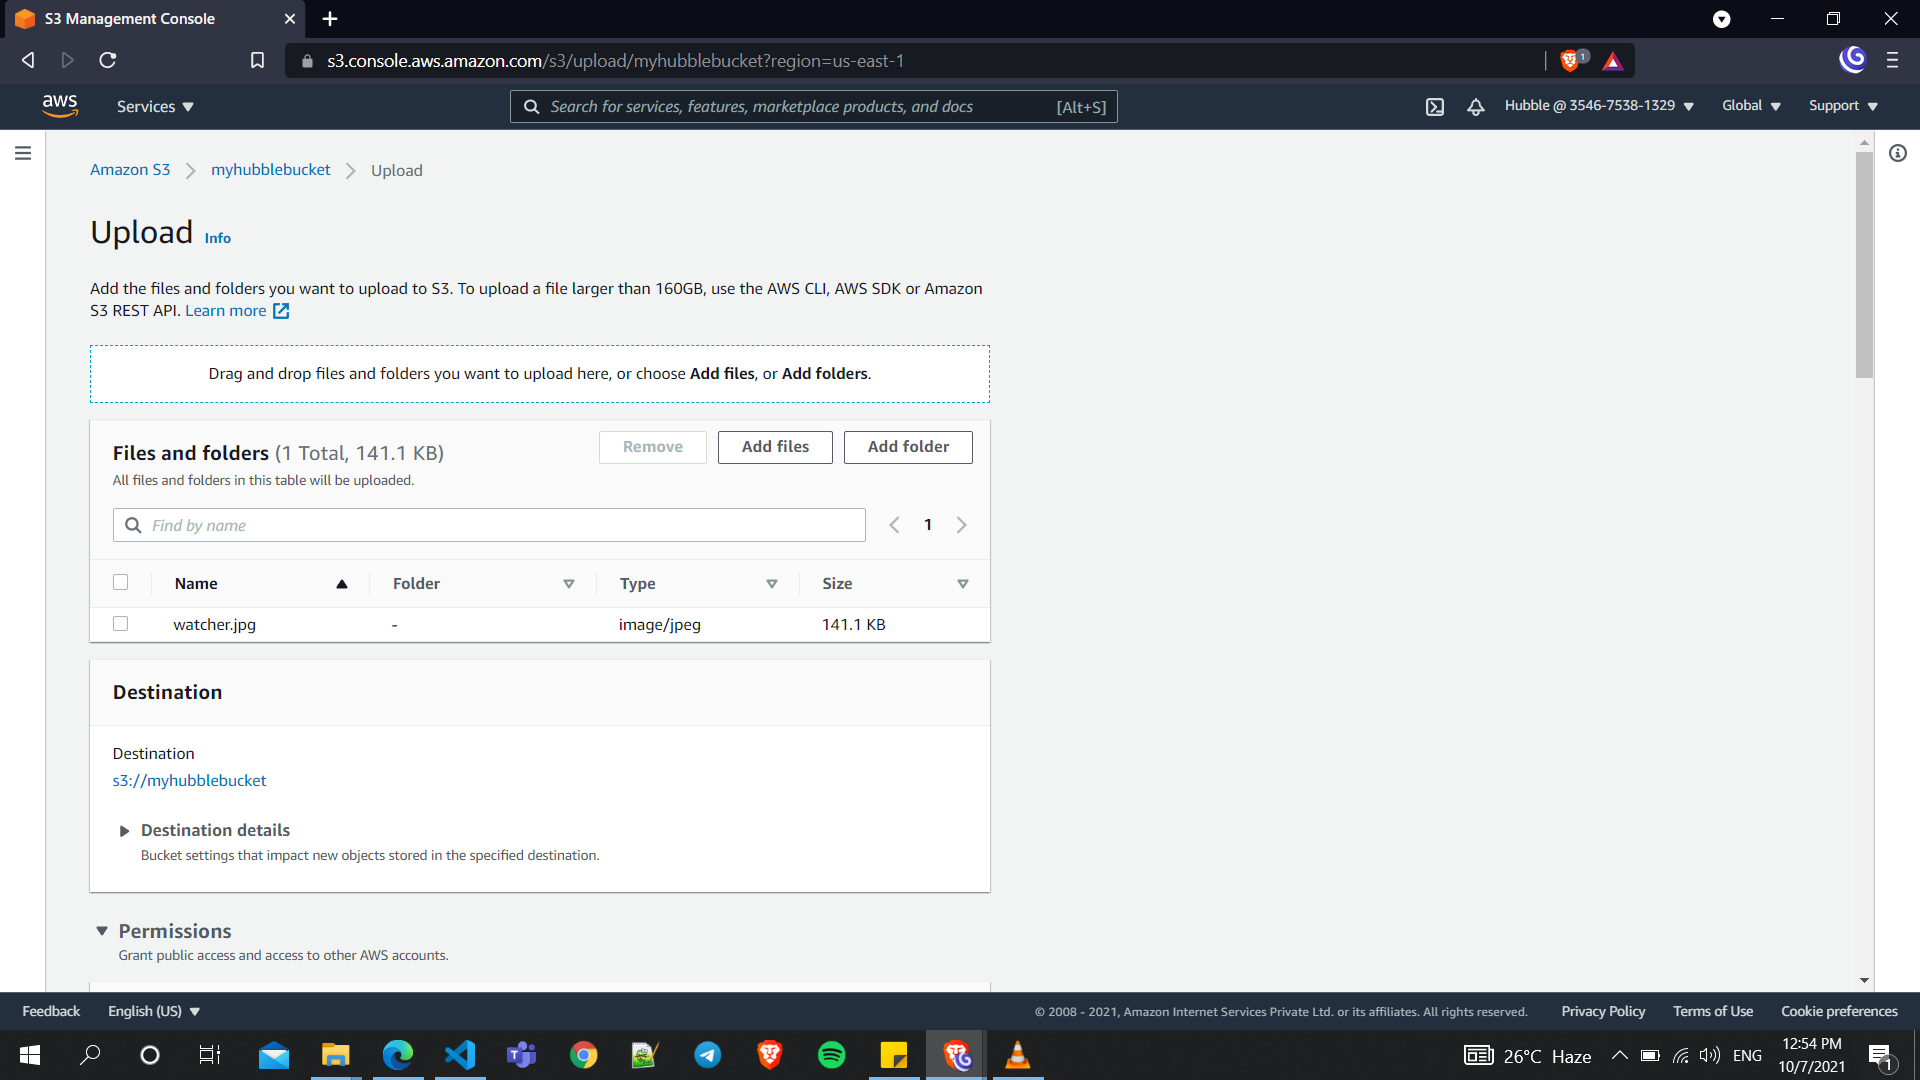 S3 Management Console
s3.console.aws.amazon.com/s3/upload/myhubblebucket?region=us-east-1
1
aws
Services
Search for services, features, marketplace products, and docs
[Alt+S]
Hubble @ 3546-7538-1329
Global
Support
Amazon S3
myhubblebucket
Upload
Upload
Info
Add the files and folders you want to upload to S3. To upload a file larger than 160GB, use the AWS CLI, AWS SDK or Amazon
S3 REST API. Learn more
Drag and drop files and folders you want to upload here, or choose Add files, or Add folders.
Files and folders (1 Total, 141.1 KB)
Remove
Add files
Add folder
All files and folders in this table will be uploaded.
Find by name
1
Name
Folder
Type
Size
watcher.jpg
-
image/jpeg
141.1 KB
Destination
Destination
s3://myhubblebucket
Destination details
Bucket settings that impact new objects stored in the specified destination.
Permissions
Grant public access and access to other AWS accounts.
Feedback
English (US)
© 2008 - 2021, Amazon Internet Services Private Ltd. or its affiliates. All rights reserved.
Privacy Policy
Terms of Use
Cookie preferences
26°C Haze
ENG
12:54 PM
10/7/2021
1